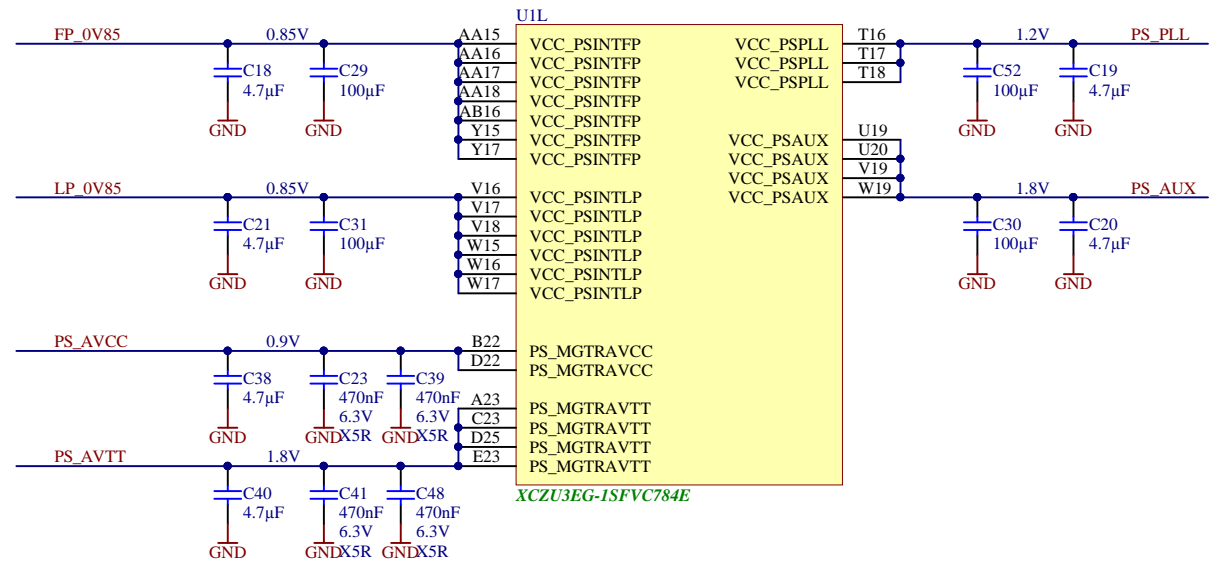 U1L
FP_0V85
0.85V
C18
4.7µF
GND
C29
100µF
GND
AA15 VCC_PSINTFP
AA16 VCC_PSINTFP
AA17 VCC_PSINTFP
AA18 VCC_PSINTFP
AB16 VCC_PSINTFP
Y15 VCC_PSINTFP
Y17 VCC_PSINTFP
VCC_PSPLL T16
VCC_PSPLL T17
VCC_PSPLL T18
1.2V
PS_PLL
C52
100µF
GND
C19
4.7µF
GND
LP_0V85
0.85V
C21
4.7µF
GND
C31
100µF
GND
V16 VCC_PSINTLP
V17 VCC_PSINTLP
V18 VCC_PSINTLP
W15 VCC_PSINTLP
W16 VCC_PSINTLP
W17 VCC_PSINTLP
VCC_PSAUX U19
VCC_PSAUX U20
VCC_PSAUX V19
VCC_PSAUX W19
1.8V
PS_AUX
C30
100µF
GND
C20
4.7µF
GND
PS_AVCC
0.9V
C38
4.7µF
GND
C23
470nF
6.3V
X5R
GND
C39
470nF
6.3V
X5R
GND
B22 PS_MGTRAVCC
D22 PS_MGTRAVCC
A23 PS_MGTRAVTT
C23 PS_MGTRAVTT
D25 PS_MGTRAVTT
E23 PS_MGTRAVTT
PS_AVTT
1.8V
C40
4.7µF
GND
C41
470nF
6.3V
X5R
GND
C48
470nF
6.3V
X5R
GND
XCZU3EG-1SFVC784E